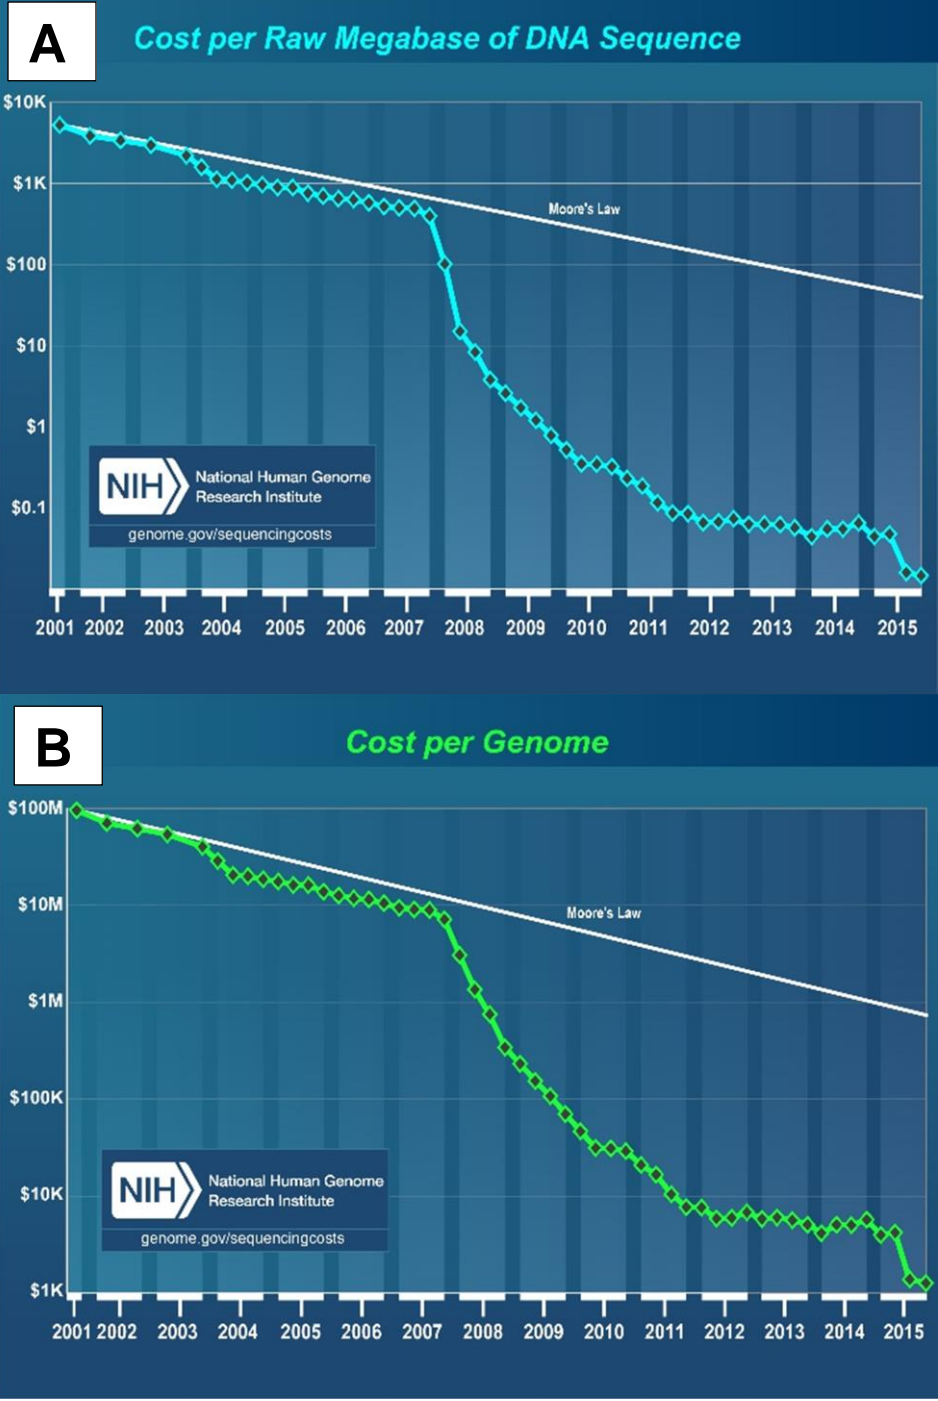 A
Cost per Raw Megabase of DNA Sequence
$10K
$1K
Moore's Law
$100
$10
$1
NIH
National Human Genome
Research Institute
$0.1
genome.gov/sequencingcosts
2001 2002 2003 2004 2005 2006 2007 2008 2009 2010 2011 2012 2013 2014 2015
B
Cost per Genome
$100M
$10M
Moore's Law
$1M
$100K
NIH
National Human Genome
Research Institute
$10K
genome.gov/sequencingcosts
$1K
2001 2002 2003 2004 2005 2006 2007 2008 2009 2010 2011 2012 2013 2014 2015